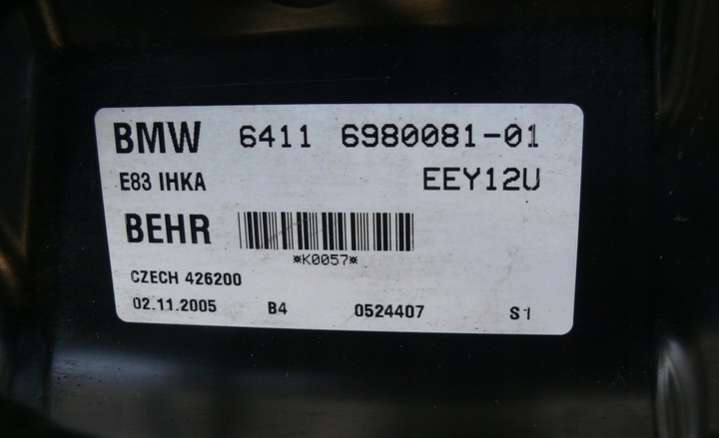 BMW 6411 6980081-01
E83 IHKA EEY12U
BEHR
*K0057*
CZECH 426200
02.11.2005 B4 0524407 S1